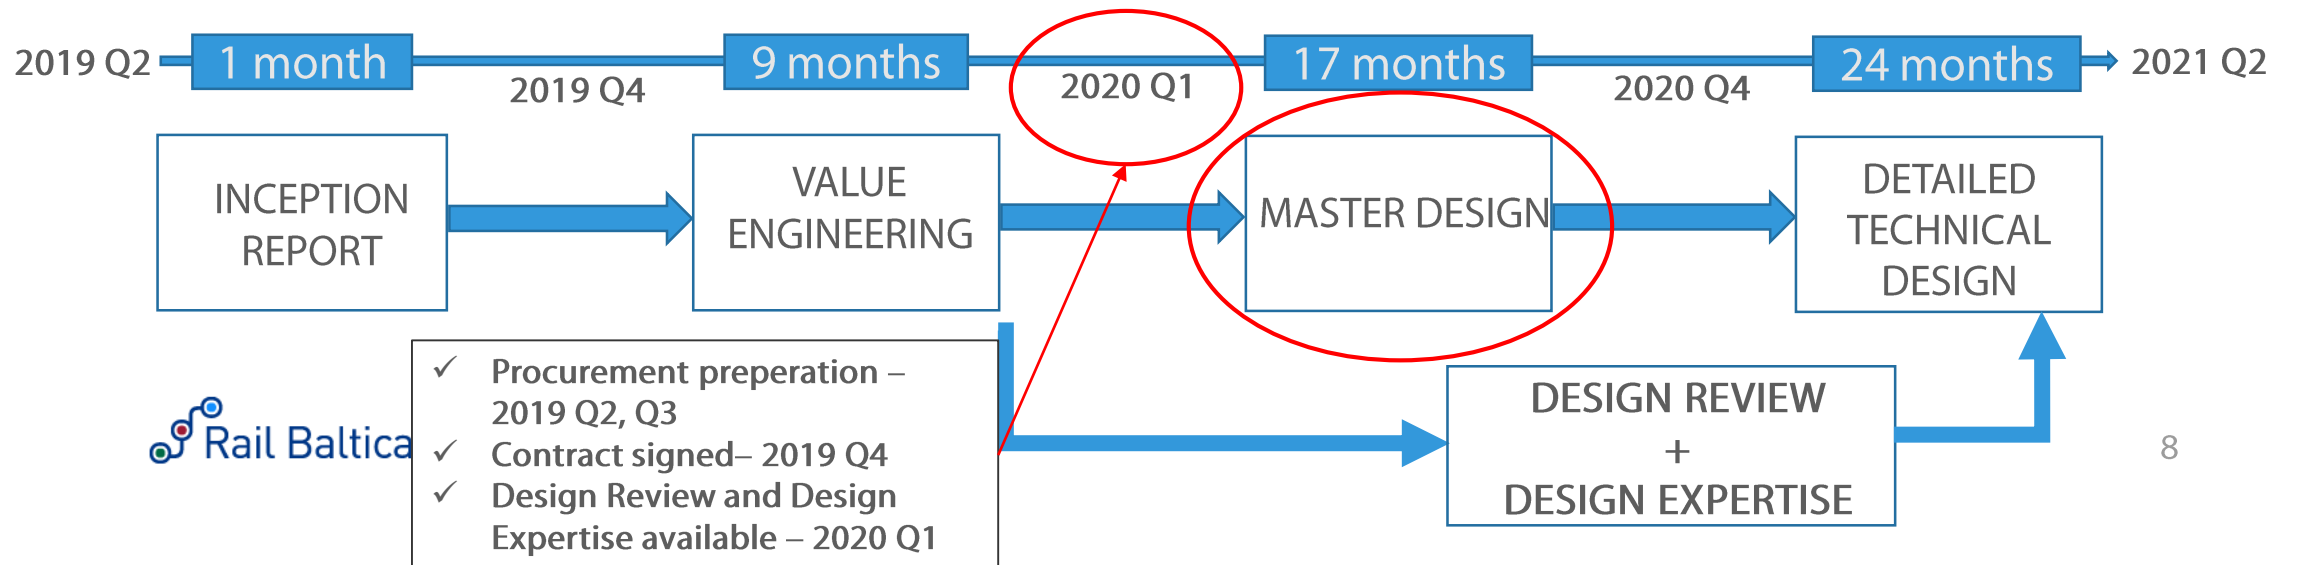 2019 Q2
1 month
2019 Q4
9 months
2020 Q1
17 months
2020 Q4
24 months
2021 Q2
INCEPTION
REPORT
VALUE
ENGINEERING
MASTER DESIGN
DETAILED
TECHNICAL
DESIGN
✓ Procurement preperation –
2019 Q2, Q3
✓ Contract signed– 2019 Q4
✓ Design Review and Design
Expertise available – 2020 Q1
DESIGN REVIEW
+
DESIGN EXPERTISE
Rail Baltica
8